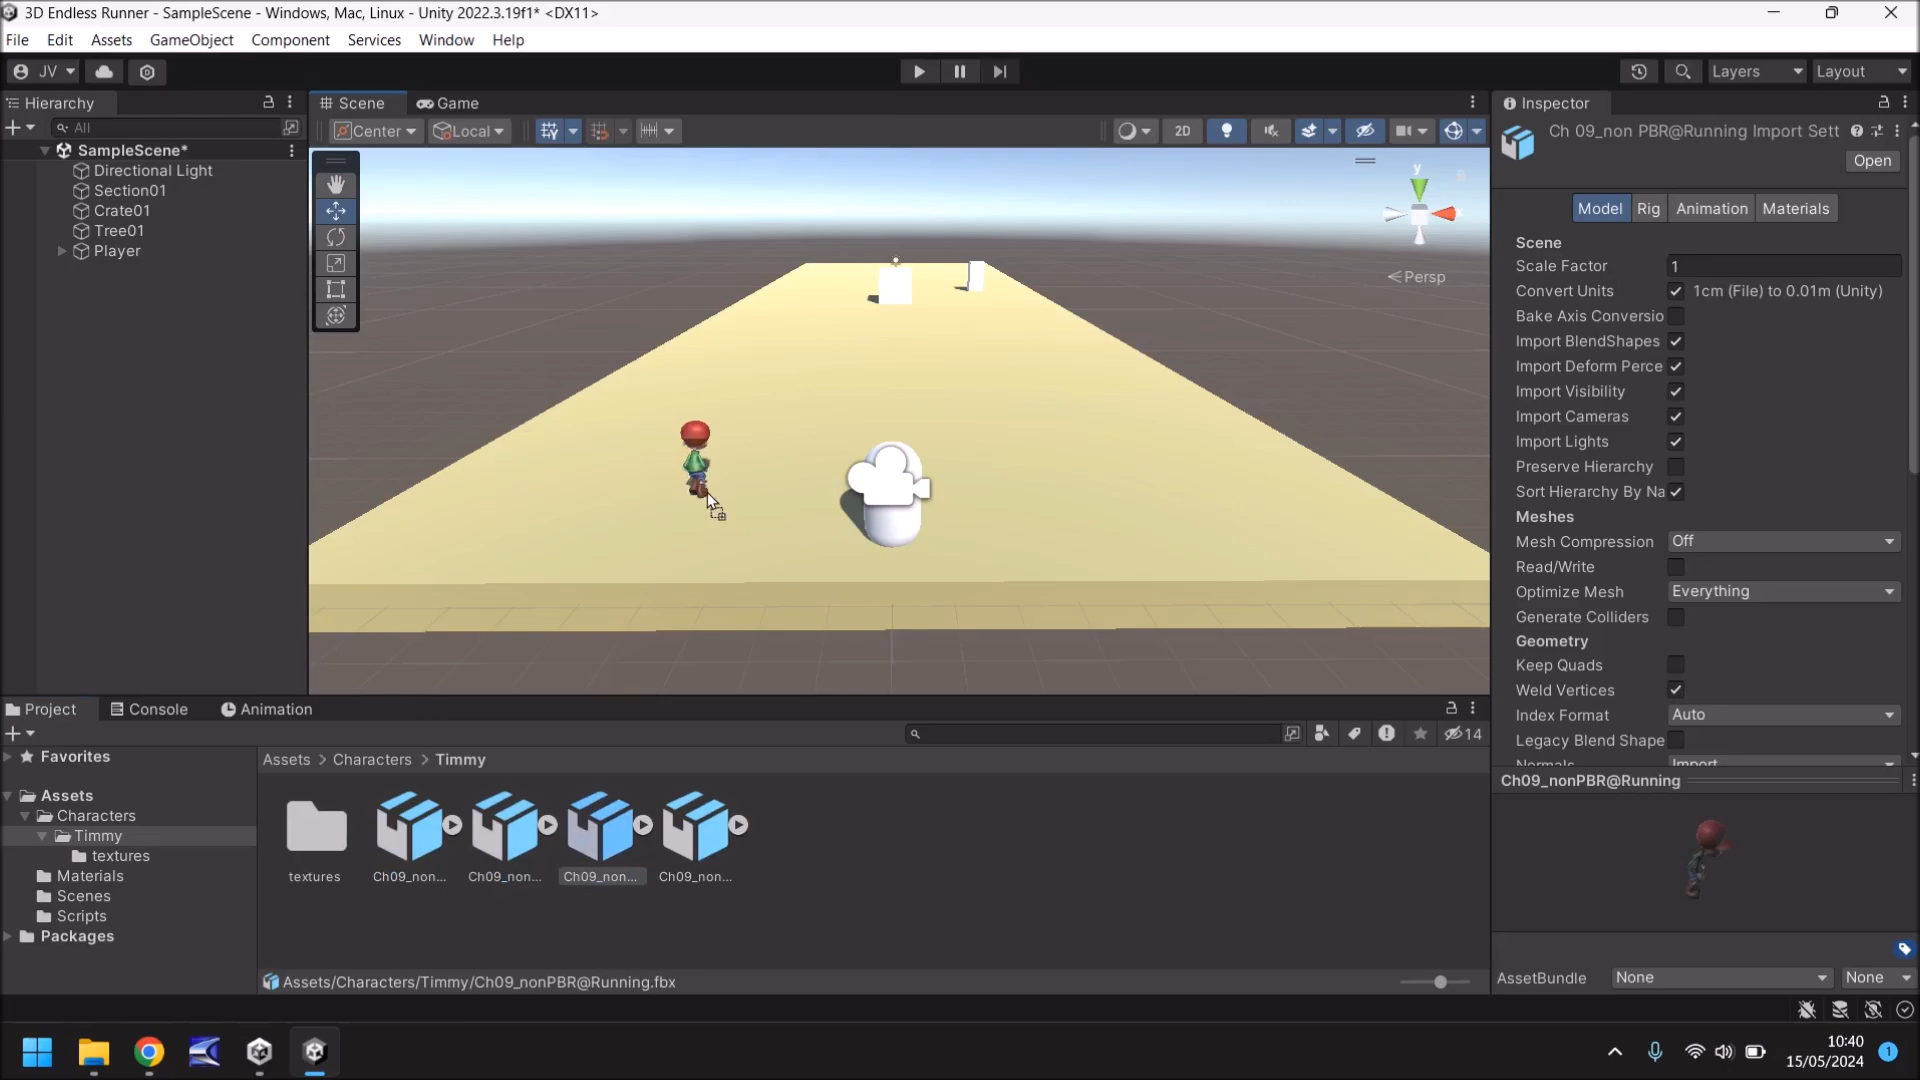 3D Endless Runner - SampleScene - Windows, Mac, Linux - Unity 2022.3.19f1* <DX11>
File Edit Assets GameObject Component Services Window Help
JV Layers Layout
Hierarchy
All
SampleScene*
Directional Light
Section01
Crate01
Tree01
Player
Scene Game
Center Local 2D
y
x
Persp
Inspector
Ch 09_non PBR@Running Import Sett
Open
Model Rig Animation Materials
Scene
Scale Factor 1
Convert Units 1cm (File) to 0.01m (Unity)
Bake Axis Conversio
Import BlendShapes
Import Deform Perce
Import Visibility
Import Cameras
Import Lights
Preserve Hierarchy
Sort Hierarchy By Na
Meshes
Mesh Compression Off
Read/Write
Optimize Mesh Everything
Generate Colliders
Geometry
Keep Quads
Weld Vertices
Index Format Auto
Legacy Blend Shape
Normals Import
Ch09_nonPBR@Running
AssetBundle None None
Project Console Animation
14
Favorites
Assets
Characters
Timmy
textures
Materials
Scenes
Scripts
Packages
Assets > Characters > Timmy
textures Ch09_non... Ch09_non... Ch09_non... Ch09_non...
Assets/Characters/Timmy/Ch09_nonPBR@Running.fbx
10:40
15/05/2024
1